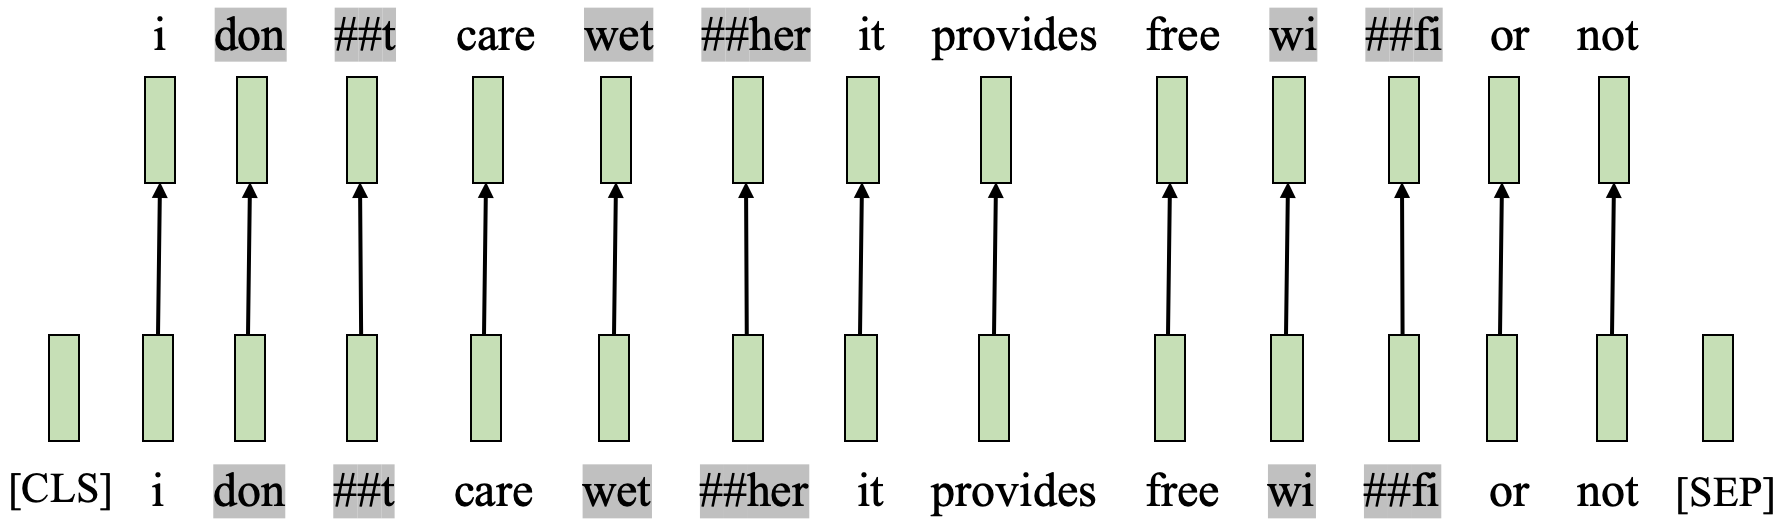 i don ##t care wet ##her it provides free wi ##fi or not
[CLS] i don ##t care wet ##her it provides free wi ##fi or not [SEP]